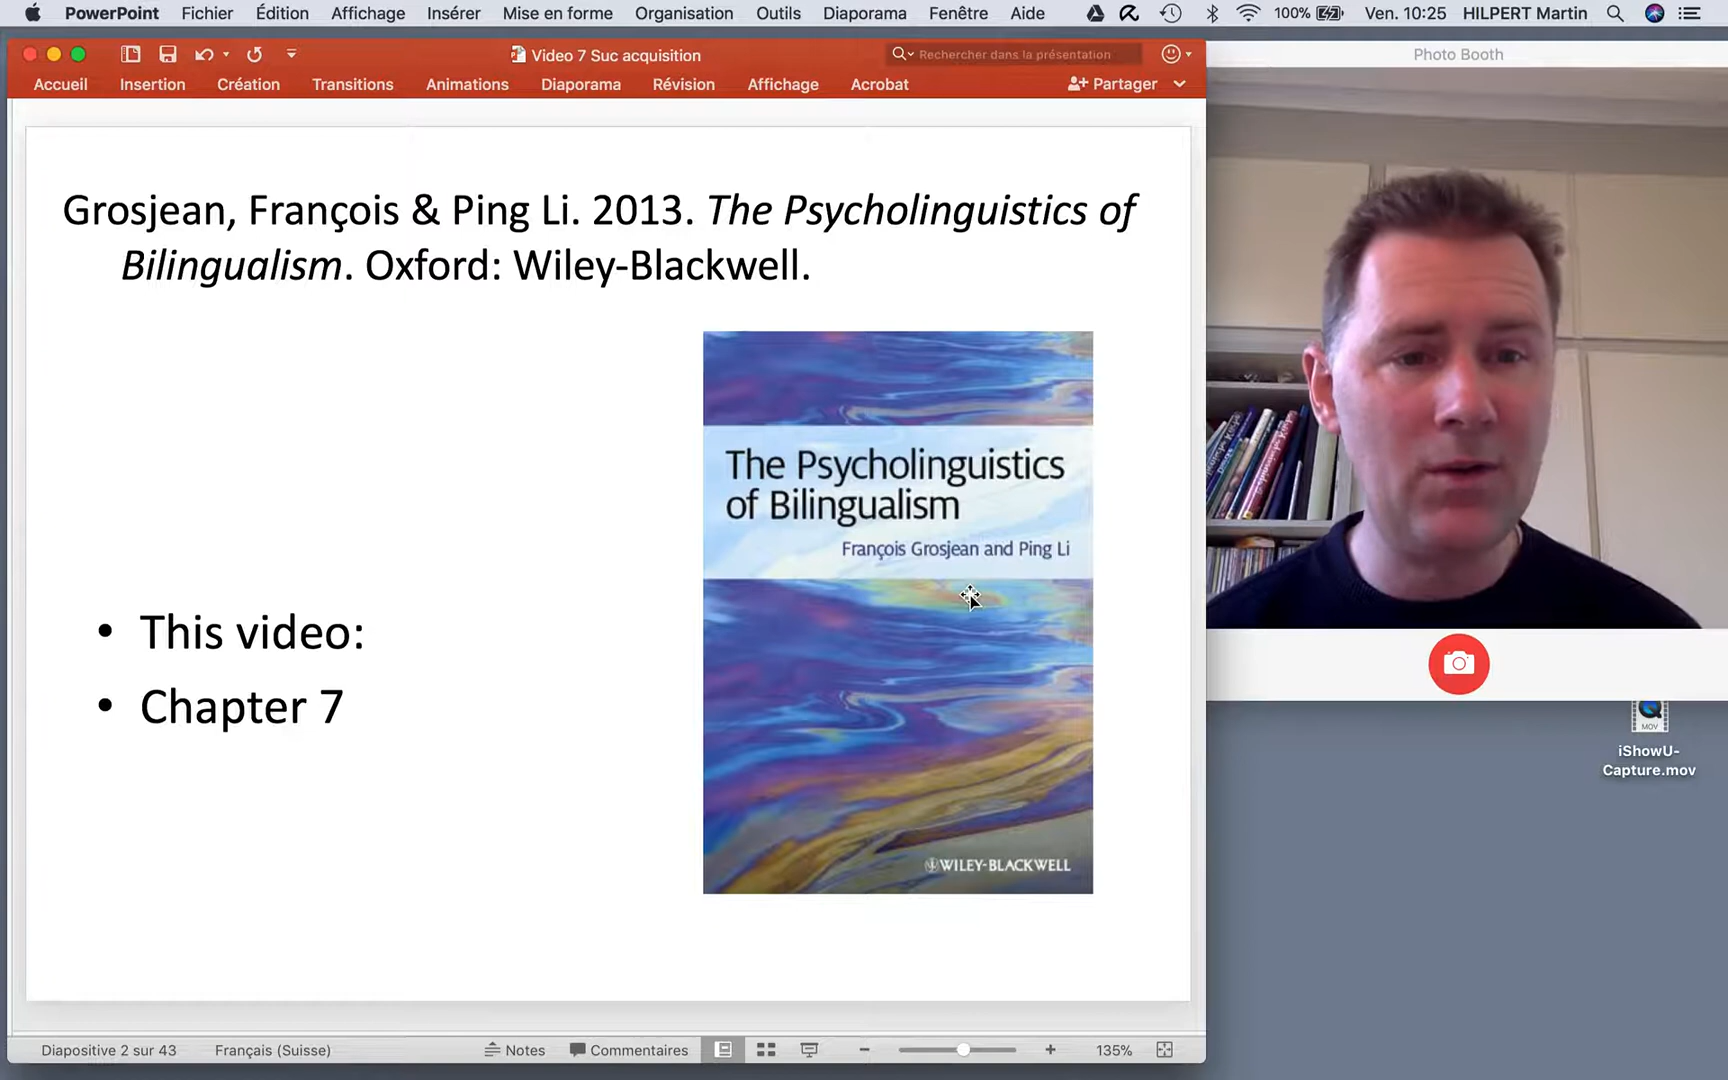 PowerPoint Fichier Édition Affichage Insérer Mise en forme Organisation Outils Diaporama Fenêtre Aide 100% Ven. 10:25 HILPERT Martin
Video 7 Suc acquisition
Rechercher dans la présentation
Photo Booth
Accueil Insertion Création Transitions Animations Diaporama Révision Affichage Acrobat Partager
Grosjean, François & Ping Li. 2013. The Psycholinguistics of
Bilingualism. Oxford: Wiley-Blackwell.
The Psycholinguistics
of Bilingualism
François Grosjean and Ping Li
• This video:
• Chapter 7
WILEY-BLACKWELL
MOV
iShowU-
Capture.mov
Diapositive 2 sur 43 Français (Suisse) Notes Commentaires 135%